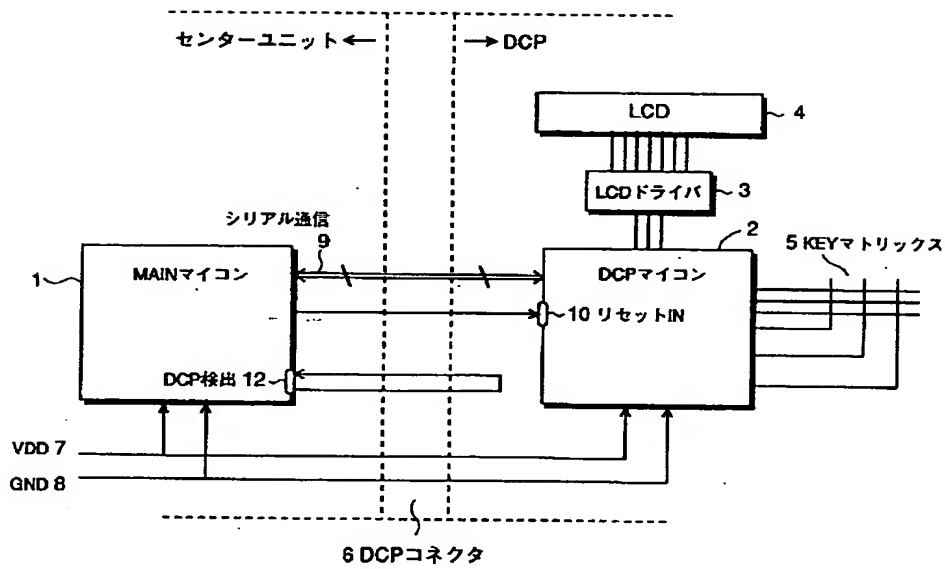 センターユニット
DCP
LCD 4
LCDドライバ 3
シリアル通信
9
2
5 KEYマトリックス
1
MAINマイコン
DCPマイコン
10 リセットIN
DCP検出 12
VDD 7
GND 8
6 DCPコネクタ